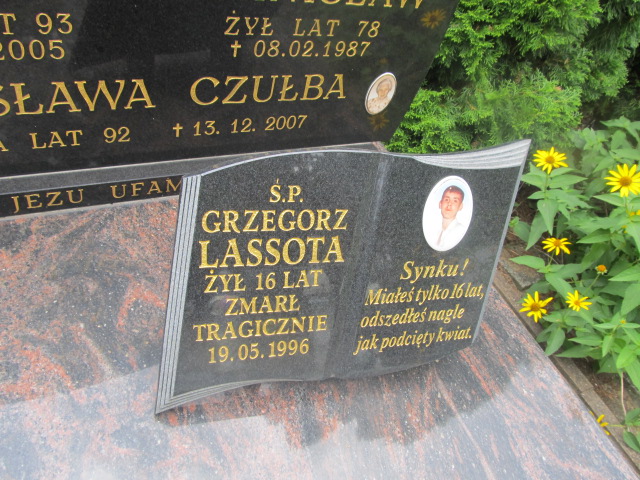 T 93
2005
ŻYŁ LAT 78
✝ 08.02.1987
SŁAWA CZUŁBA
A LAT 92 ✝ 13.12.2007
JEZU UFAM
Ś.P.
GRZEGORZ
LASSOTA
ŻYŁ 16 LAT
ZMARŁ
TRAGICZNIE
19.05.1996
Synku!
Miałeś tylko 16 lat,
odszedłeś nagle
jak podcięty kwiat.